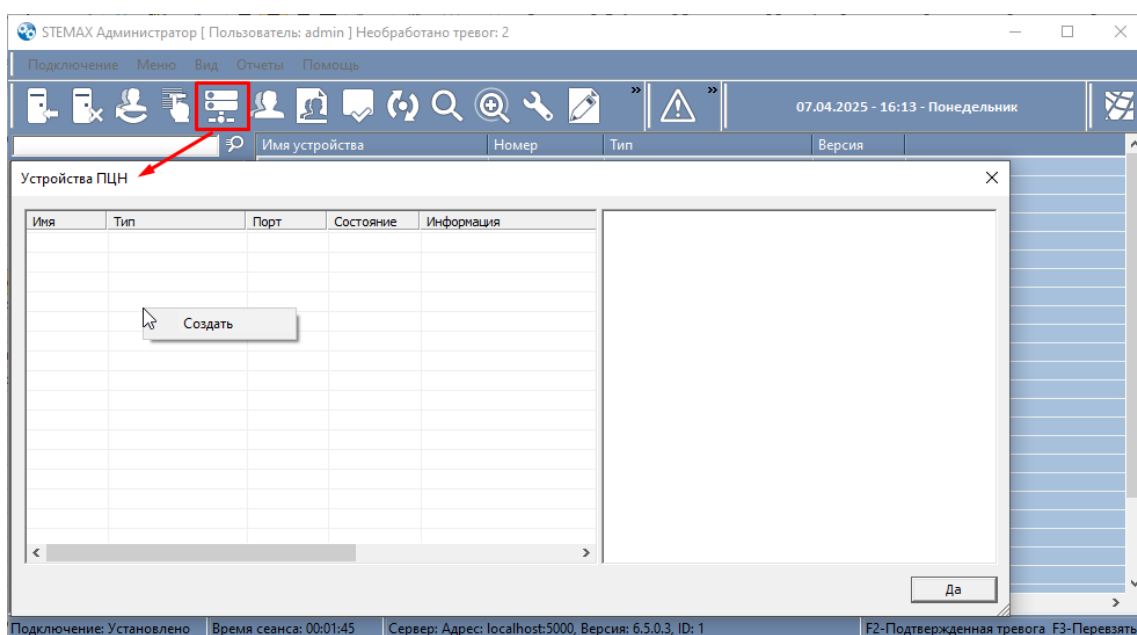 STEMAX Администратор [ Пользователь: admin ] Необработано тревог: 2
Подключение Меню Вид Отчеты Помощь
» » 07.04.2025 - 16:13 - Понедельник
Имя устройства Номер Тип Версия
Устройства ПЦН
Имя Тип Порт Состояние Информация
Создать
Да
Подключение: Установлено Время сеанса: 00:01:45 Сервер: Адрес: localhost:5000, Версия: 6.5.0.3, ID: 1 F2-Подтвержденная тревога F3-Перевзять